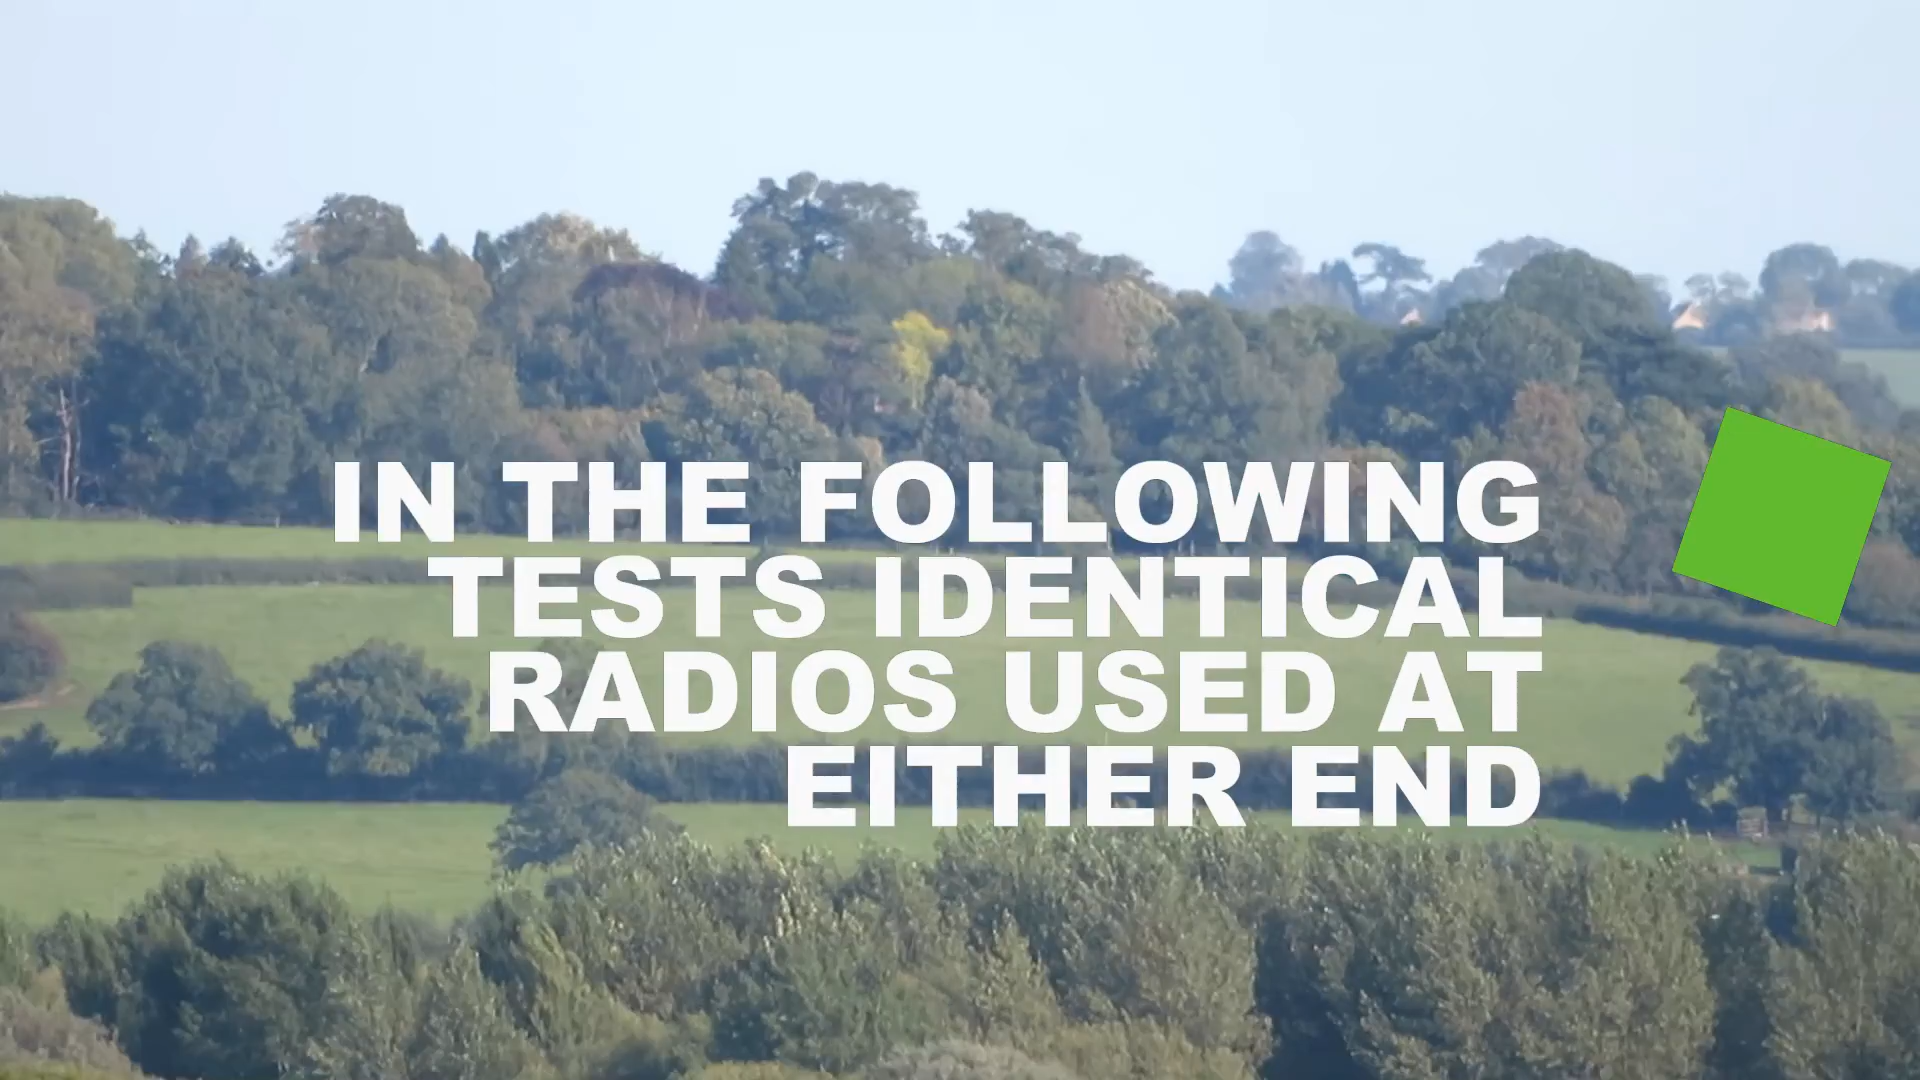 IN THE FOLLOWING
TESTS IDENTICAL
RADIOS USED AT
EITHER END